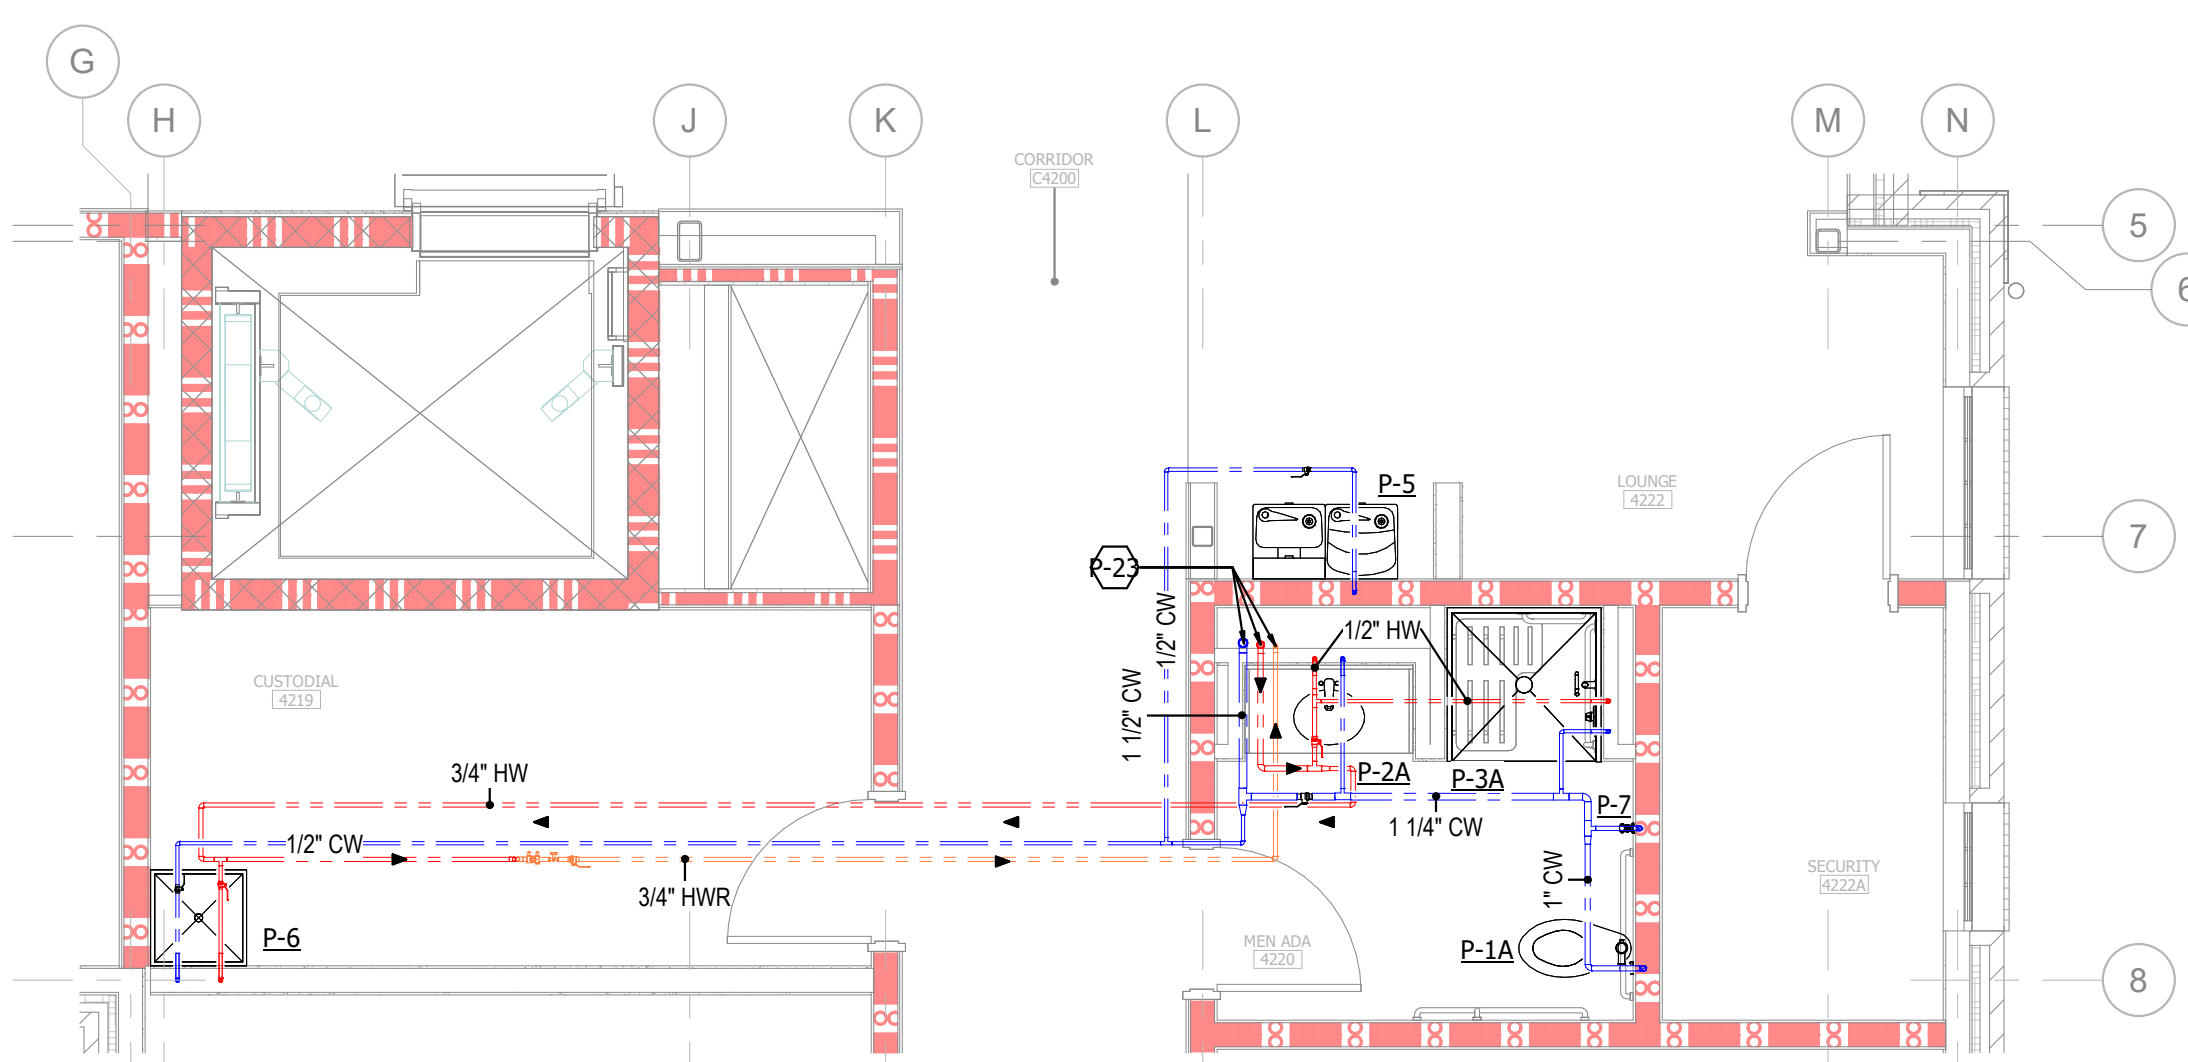 G
H
J
K
L
M
N
CORRIDOR
C4200
5
6
7
8
P-5
LOUNGE
4222
P-23
1/2" CW
1 1/2" CW
1/2" HW
CUSTODIAL
4219
3/4" HW
P-2A
P-3A
P-7
1 1/4" CW
1/2" CW
3/4" HWR
1" CW
SECURITY
4222A
P-6
MEN ADA
4220
P-1A